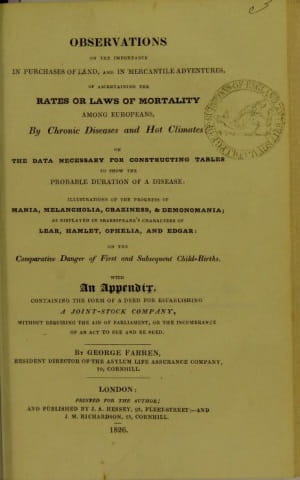 OBSERVATIONS
ON THE IMPORTANCE
IN PURCHASES OF LAND, AND IN MERCANTILE ADVENTURES,
OF ASCERTAINING THE
RATES OR LAWS OF MORTALITY
AMONG EUROPEANS,
By Chronic Diseases and Hot Climates
ON
THE DATA NECESSARY FOR CONSTRUCTING TABLES
TO SHOW THE
PROBABLE DURATION OF A DISEASE:
ILLUSTRATIONS OF THE PROGRESS OF
MANIA, MELANCHOLIA, CRAZINESS, & DEMONOMANIA;
AS DISPLAYED IN SHAKESPEARE'S CHARACTERS OF
LEAR, HAMLET, OPHELIA, AND EDGAR:
ON THE
Comparative Danger of First and Subsequent Child-Births.
WITH
An Appendix,
CONTAINING THE FORM OF A DEED FOR ESTABLISHING
A JOINT-STOCK COMPANY,
WITHOUT REQUIRING THE AID OF PARLIAMENT, OR THE INCUMBRANCE
OF AN ACT TO SUE AND BE SUED.
BY GEORGE FARREN,
RESIDENT DIRECTOR OF THE ASYLUM LIFE ASSURANCE COMPANY,
70, CORNHILL.
LONDON:
PRINTED FOR THE AUTHOR;
AND PUBLISHED BY J. A. HESSEY, 93, FLEET-STREET;—AND
J. M. RICHARDSON, 23, CORNHILL.
1826.